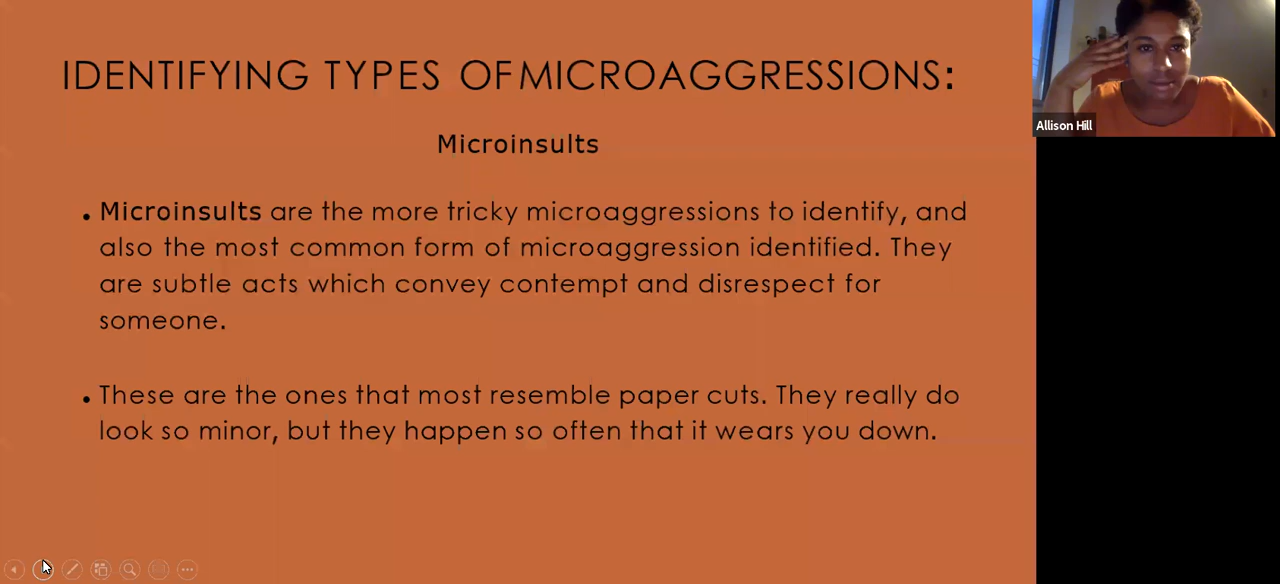 IDENTIFYING TYPES OF MICROAGGRESSIONS:
Allison Hill
Microinsults
• Microinsults are the more tricky microaggressions to identify, and
also the most common form of microaggression identified. They
are subtle acts which convey contempt and disrespect for
someone.
• These are the ones that most resemble paper cuts. They really do
look so minor, but they happen so often that it wears you down.